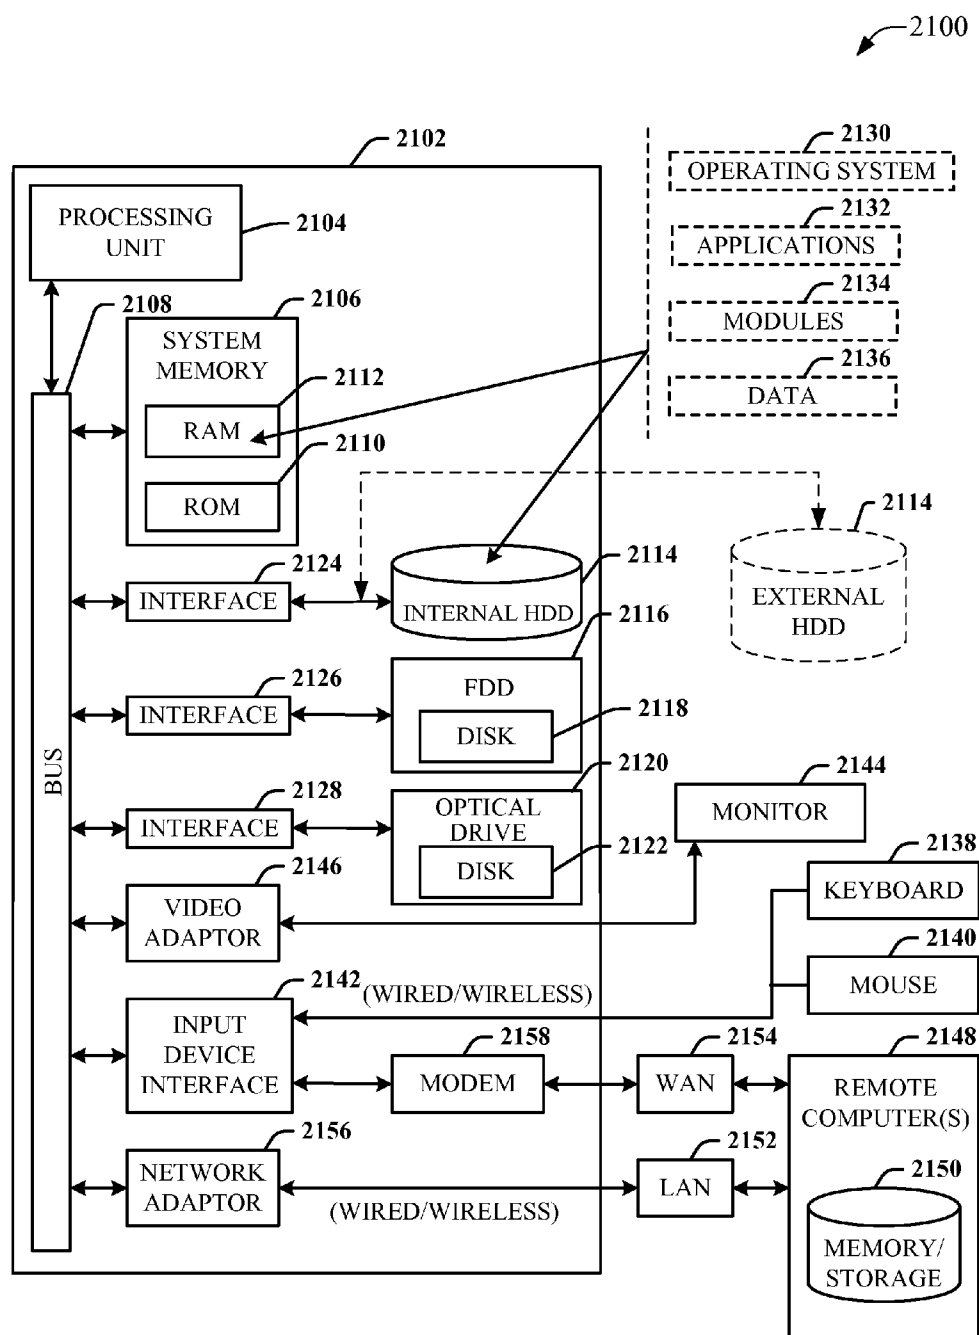 2100
2102
2130
OPERATING SYSTEM
PROCESSING
UNIT
2104
2132
APPLICATIONS
2108
2106
2134
MODULES
SYSTEM
MEMORY
2112
RAM
2136
DATA
2110
ROM
2114
EXTERNAL
HDD
2124
INTERFACE
2114
INTERNAL HDD
2116
FDD
2126
INTERFACE
2118
DISK
BUS
2120
OPTICAL
DRIVE
2128
INTERFACE
2122
DISK
2144
MONITOR
2146
VIDEO
ADAPTOR
2138
KEYBOARD
2140
MOUSE
2142
(WIRED/WIRELESS)
INPUT
DEVICE
INTERFACE
2158
MODEM
2154
WAN
2148
REMOTE
COMPUTER(S)
2156
NETWORK
ADAPTOR
(WIRED/WIRELESS)
2152
LAN
2150
MEMORY/
STORAGE